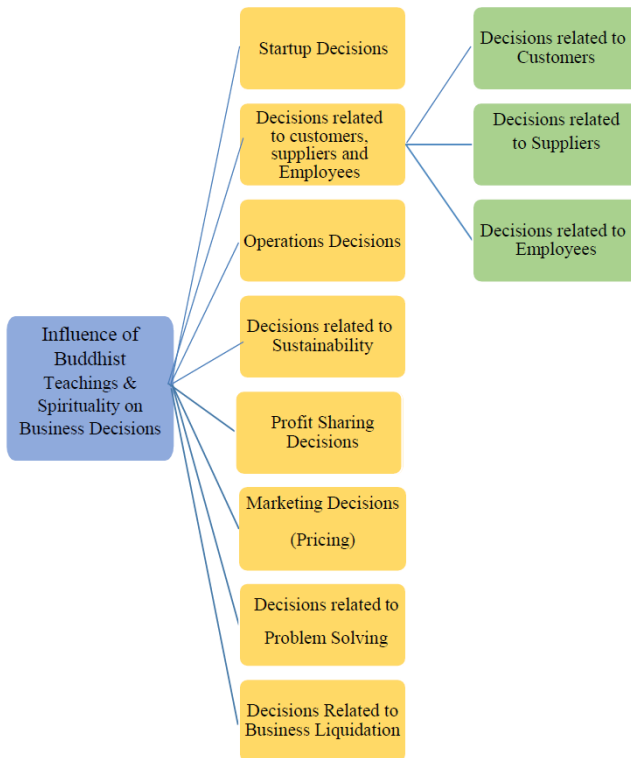 Startup Decisions
Decisions related
to customers,
suppliers and
Employees
Decisions related to
Customers
Decisions related
to Suppliers
Decisions related to
Employees
Operations Decisions
Influence of
Buddhist
Teachings &
Spirituality on
Business Decisions
Decisions related to
Sustainability
Profit Sharing
Decisions
Marketing Decisions
(Pricing)
Decisions related to
Problem Solving
Decisions Related to
Business Liquidation